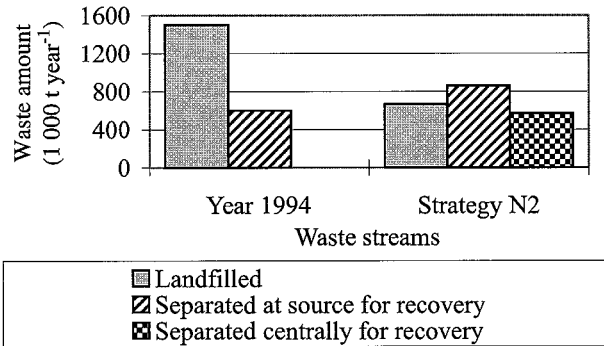 Waste amount
(1 000 t year-1)
1600
1200
800
400
0
Year 1994
Strategy N2
Waste streams
Landfilled
Separated at source for recovery
Separated centrally for recovery